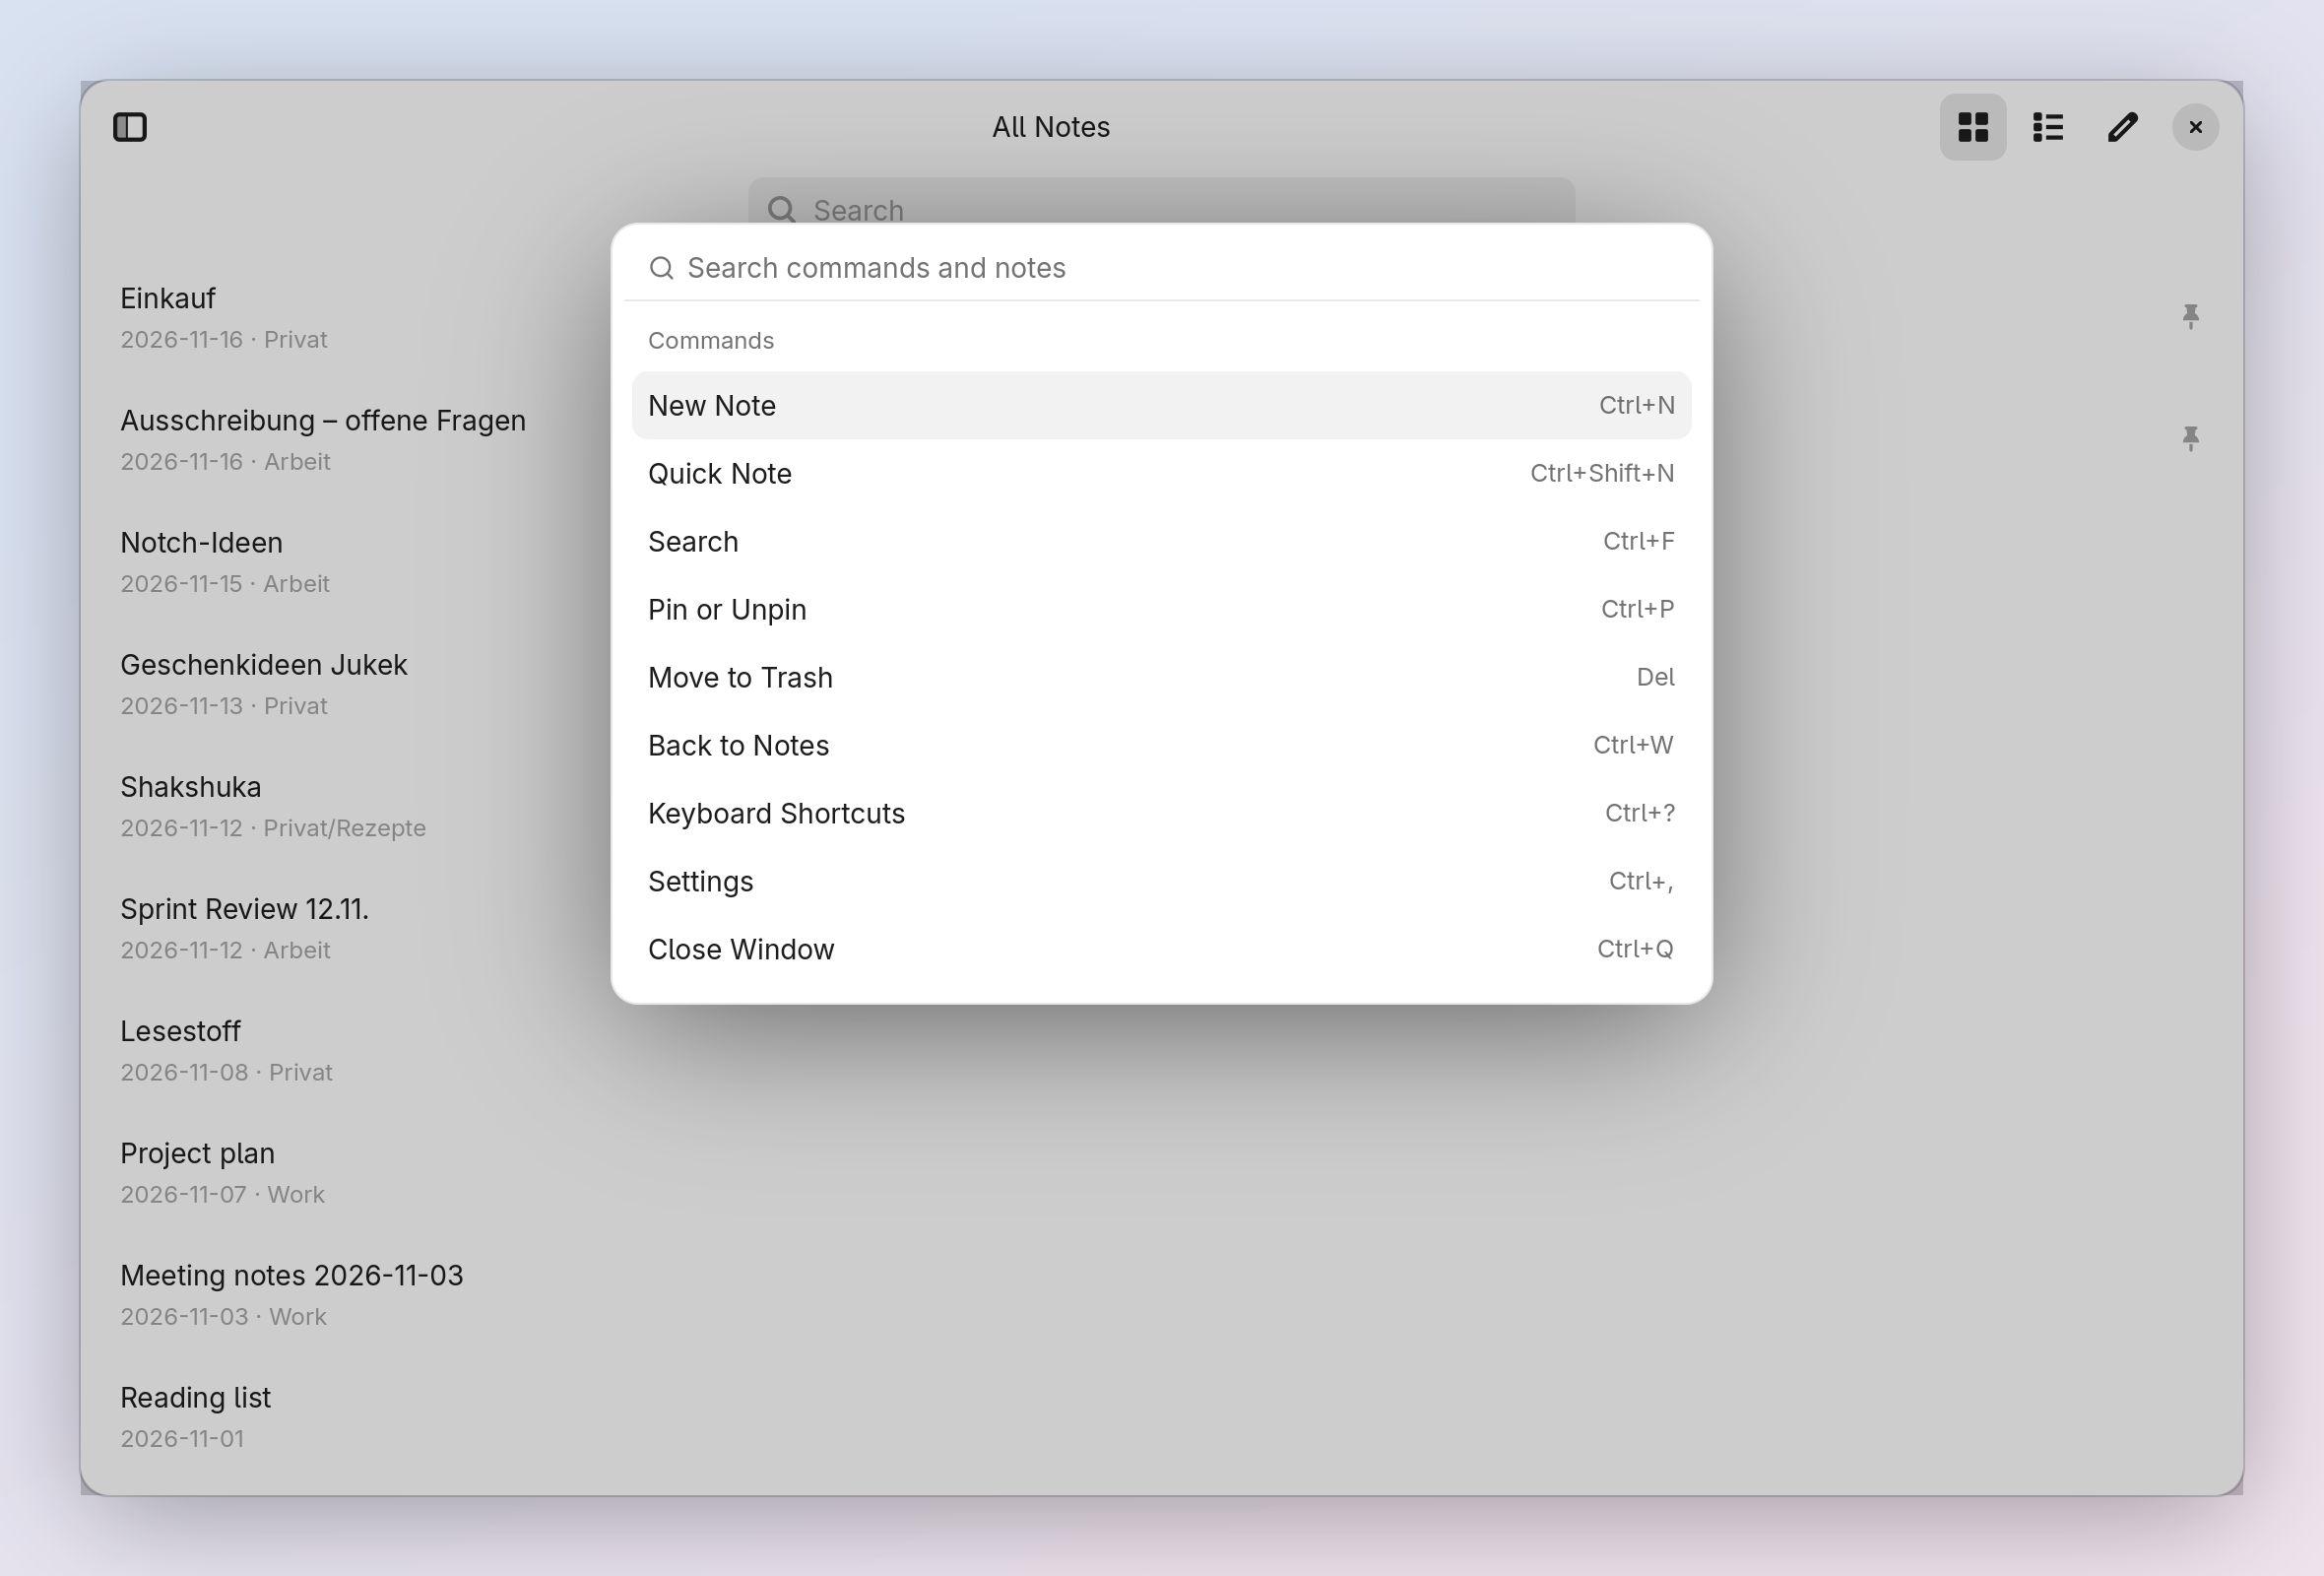 All Notes
Search
Einkauf
2026-11-16 · Privat
Ausschreibung – offene Fragen
2026-11-16 · Arbeit
Notch-Ideen
2026-11-15 · Arbeit
Geschenkideen Jukek
2026-11-13 · Privat
Shakshuka
2026-11-12 · Privat/Rezepte
Sprint Review 12.11.
2026-11-12 · Arbeit
Lesestoff
2026-11-08 · Privat
Project plan
2026-11-07 · Work
Meeting notes 2026-11-03
2026-11-03 · Work
Reading list
2026-11-01
Search commands and notes
Commands
New Note Ctrl+N
Quick Note Ctrl+Shift+N
Search Ctrl+F
Pin or Unpin Ctrl+P
Move to Trash Del
Back to Notes Ctrl+W
Keyboard Shortcuts Ctrl+?
Settings Ctrl+,
Close Window Ctrl+Q